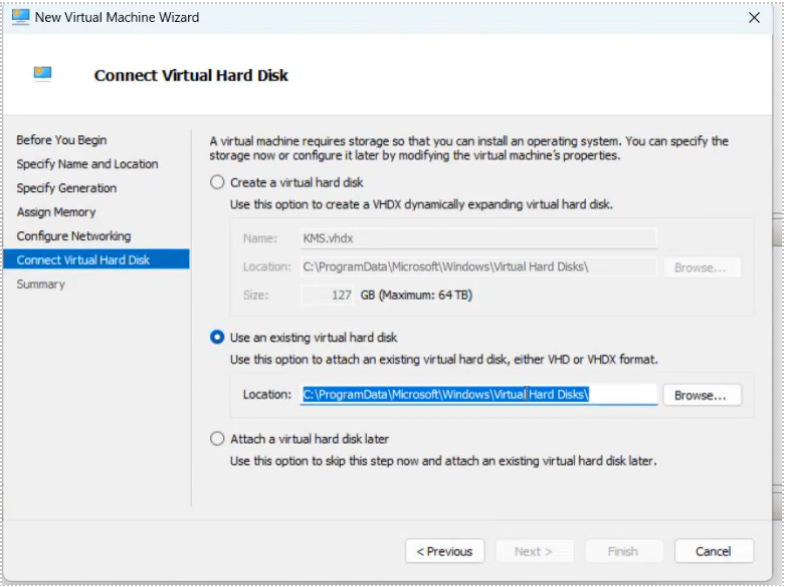 New Virtual Machine Wizard
Connect Virtual Hard Disk
Before You Begin
Specify Name and Location
Specify Generation
Assign Memory
Configure Networking
Connect Virtual Hard Disk
Summary
A virtual machine requires storage so that you can install an operating system. You can specify the
storage now or configure it later by modifying the virtual machine's properties.
Create a virtual hard disk
Use this option to create a VHDX dynamically expanding virtual hard disk.
Name: KMS.vhdx
Location: C:\ProgramData\Microsoft\Windows\Virtual Hard Disks\ Browse...
Size: 127 GB (Maximum: 64 TB)
Use an existing virtual hard disk
Use this option to attach an existing virtual hard disk, either VHD or VHDX format.
Location: C:\ProgramData\Microsoft\Windows\Virtual Hard Disks\ Browse...
Attach a virtual hard disk later
Use this option to skip this step now and attach an existing virtual hard disk later.
< Previous Next > Finish Cancel